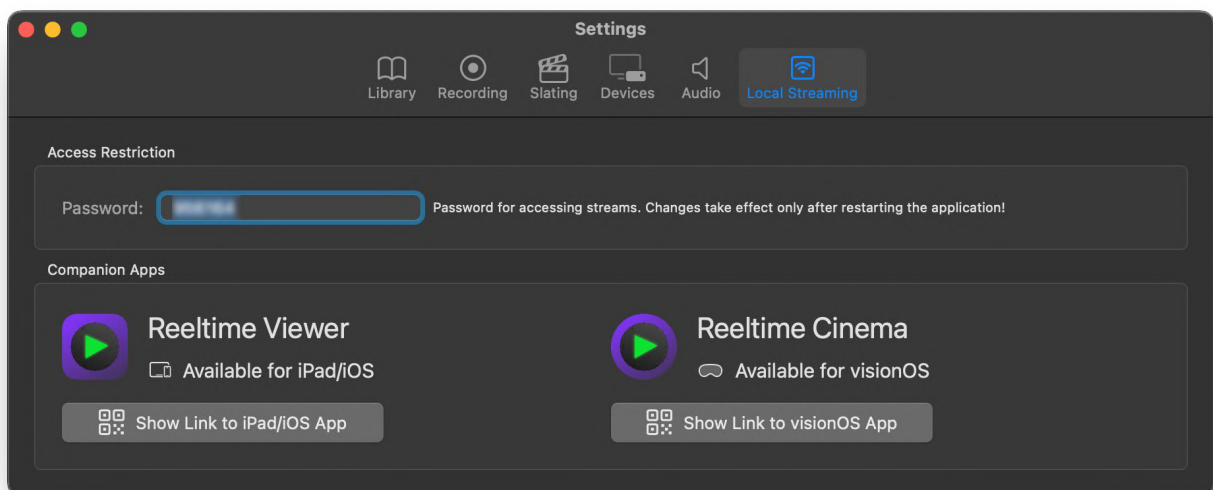 Settings
Library Recording Slating Devices Audio Local Streaming
Access Restriction
Password: Password for accessing streams. Changes take effect only after restarting the application!
Companion Apps
Reeltime Viewer
Available for iPad/iOS
Show Link to iPad/iOS App
Reeltime Cinema
Available for visionOS
Show Link to visionOS App